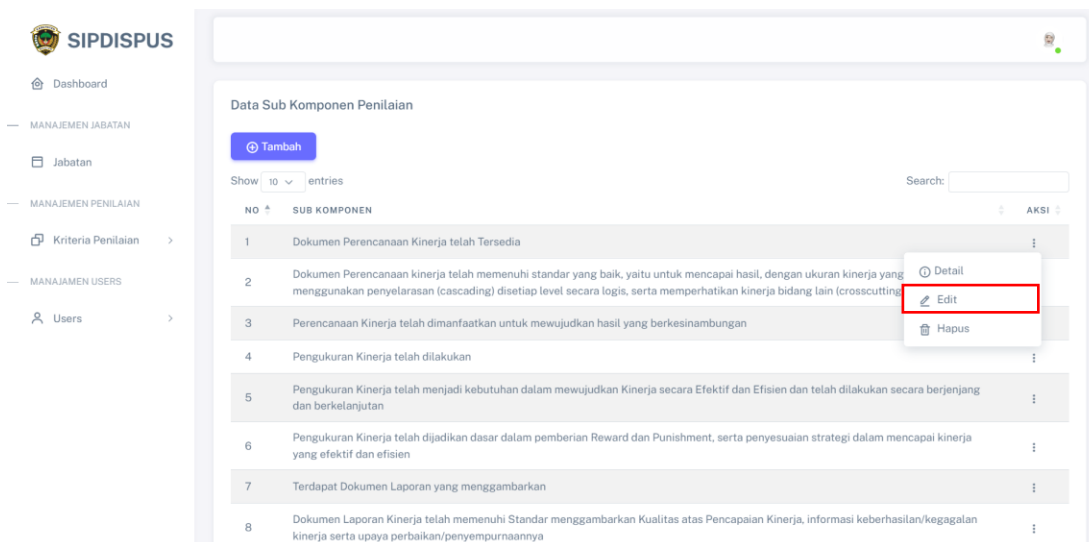 SIPDISPUS
Dashboard
MANAJEMEN JABATAN
Jabatan
MANAJEMEN PENILAIAN
Kriteria Penilaian
MANAJAMEN USERS
Users
Data Sub Komponen Penilaian
Tambah
Show 10 entries
Search:
NO SUB KOMPONEN AKSI
1 Dokumen Perencanaan Kinerja telah Tersedia
2 Dokumen Perencanaan kinerja telah memenuhi standar yang baik, yaitu untuk mencapai hasil, dengan ukuran kinerja yang
menggunakan penyelarasan (cascading) disetiap level secara logis, serta memperhatikan kinerja bidang lain (crosscutting
Detail
Edit
Hapus
3 Perencanaan Kinerja telah dimanfaatkan untuk mewujudkan hasil yang berkesinambungan
4 Pengukuran Kinerja telah dilakukan
5 Pengukuran Kinerja telah menjadi kebutuhan dalam mewujudkan Kinerja secara Efektif dan Efisien dan telah dilakukan secara berjenjang
dan berkelanjutan
6 Pengukuran Kinerja telah dijadikan dasar dalam pemberian Reward dan Punishment, serta penyesuaian strategi dalam mencapai kinerja
yang efektif dan efisien
7 Terdapat Dokumen Laporan yang menggambarkan
8 Dokumen Laporan Kinerja telah memenuhi Standar menggambarkan Kualitas atas Pencapaian Kinerja, informasi keberhasilan/kegagalan
kinerja serta upaya perbaikan/penyempurnaannya